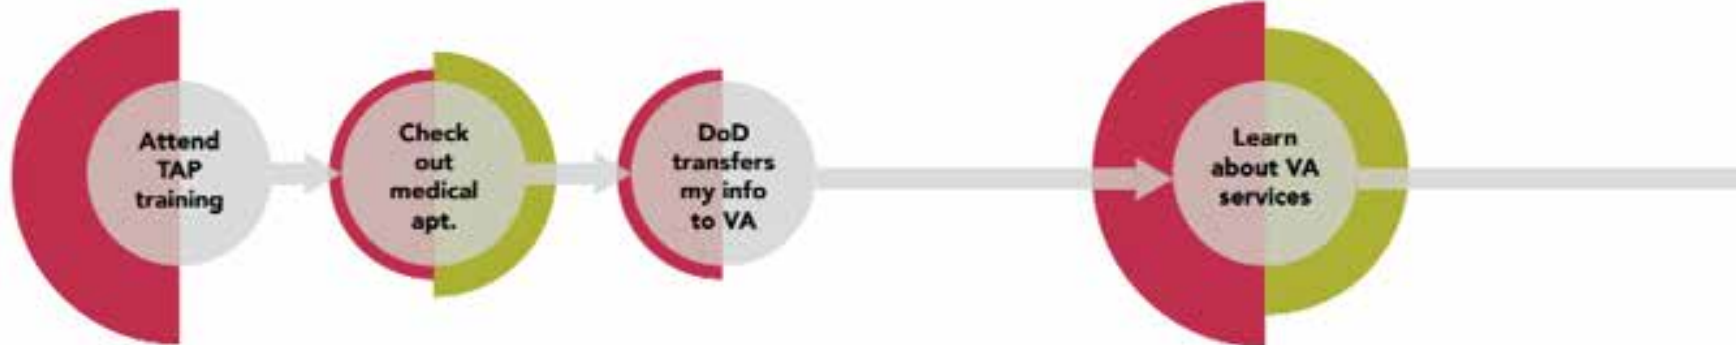 Attend
TAP
training
Check
out
medical
apt.
DoD
transfers
my info
to VA
Learn
about VA
services